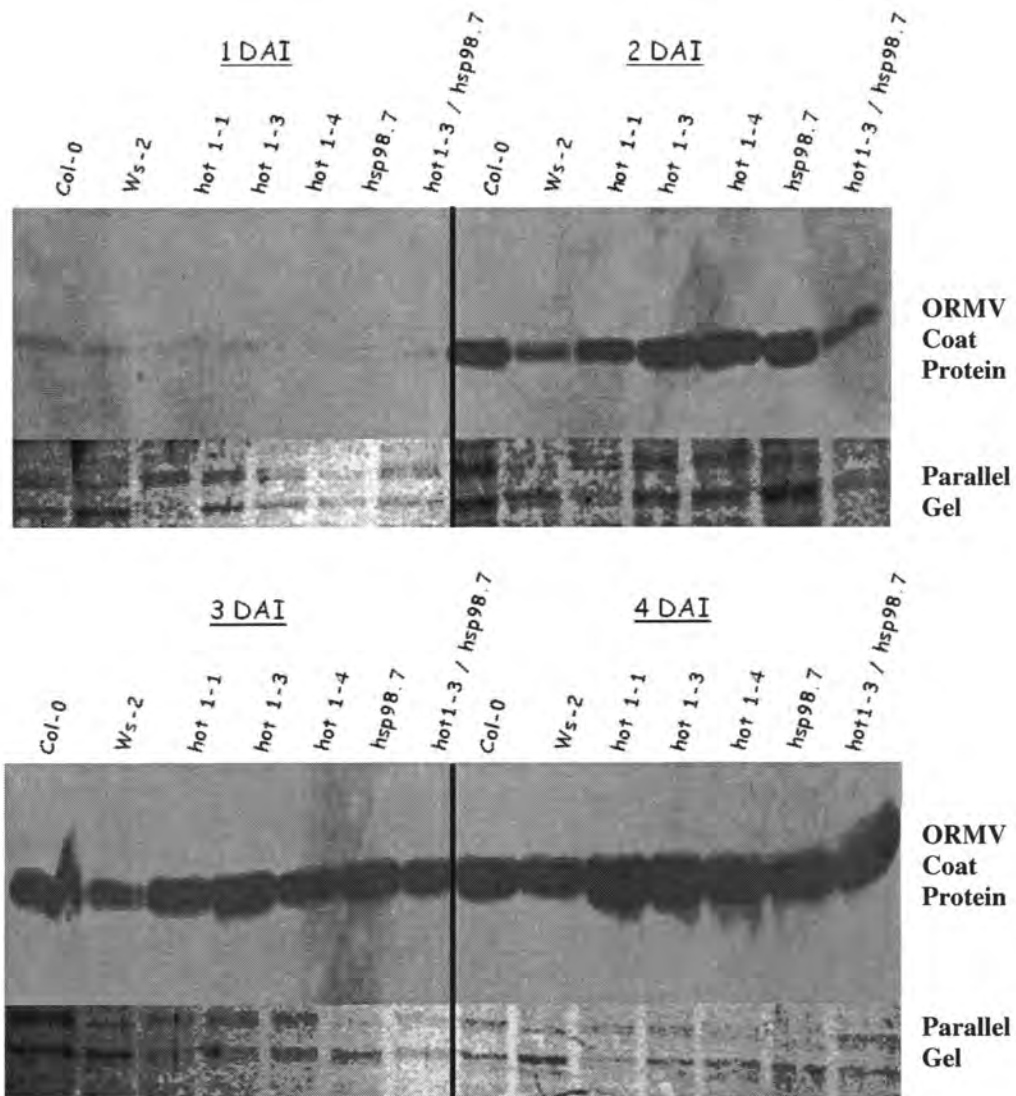 1 DAI
2 DAI
Col-0
Ws-2
hot 1-1
hot 1-3
hot 1-4
hsp98.7
hot1-3 / hsp98.7
Col-0
Ws-2
hot 1-1
hot 1-3
hot 1-4
hsp98.7
hot1-3 / hsp98.7
ORMV
Coat
Protein
Parallel
Gel
3 DAI
4 DAI
Col-0
Ws-2
hot 1-1
hot 1-3
hot 1-4
hsp98.7
hot1-3 / hsp98.7
Col-0
Ws-2
hot 1-1
hot 1-3
hot 1-4
hsp98.7
hot1-3 / hsp98.7
ORMV
Coat
Protein
Parallel
Gel